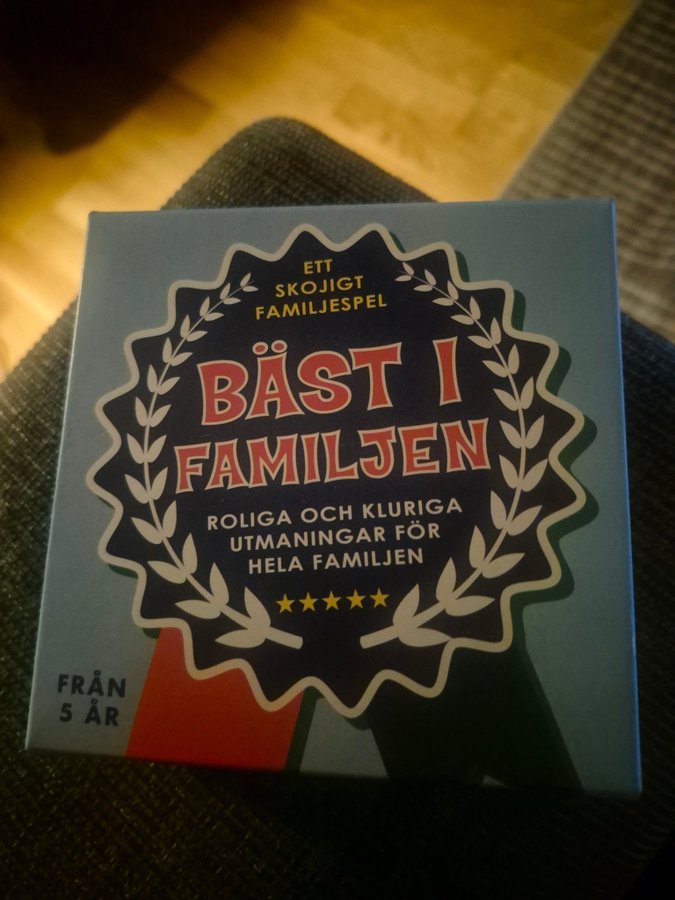 ETT
SKOJIGT
FAMILJESPEL
BÄST I
FAMILJEN
ROLIGA OCH KLURIGA
UTMANINGAR FÖR
HELA FAMILJEN
FRÅN
5 ÅR